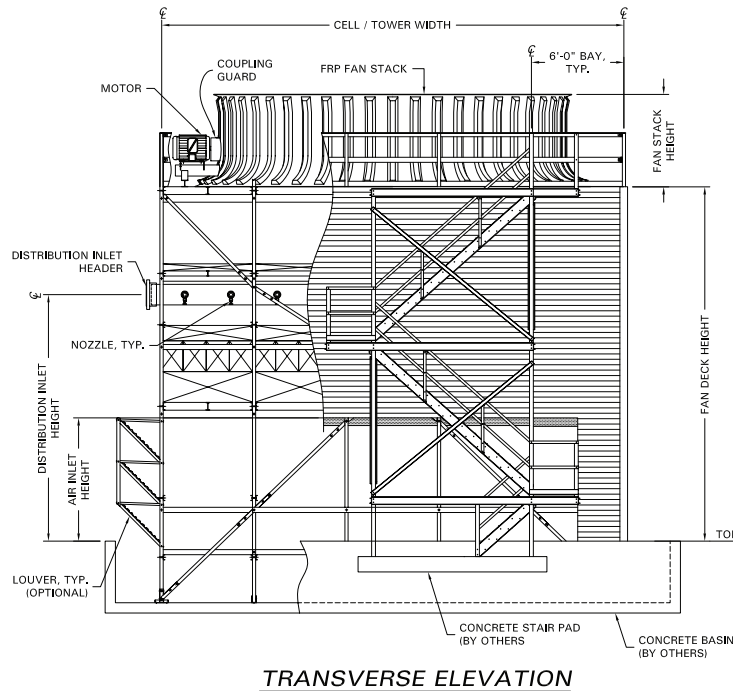 ℄
CELL / TOWER WIDTH
℄
℄
6'-0" BAY,
TYP.
COUPLING
GUARD
FRP FAN STACK
MOTOR
FAN STACK
HEIGHT
DISTRIBUTION INLET
HEADER
℄
NOZZLE, TYP.
DISTRIBUTION INLET
HEIGHT
AIR INLET
HEIGHT
FAN DECK HEIGHT
LOUVER, TYP.
(OPTIONAL)
CONCRETE STAIR PAD
(BY OTHERS
CONCRETE BASIN
(BY OTHERS)
TRANSVERSE ELEVATION